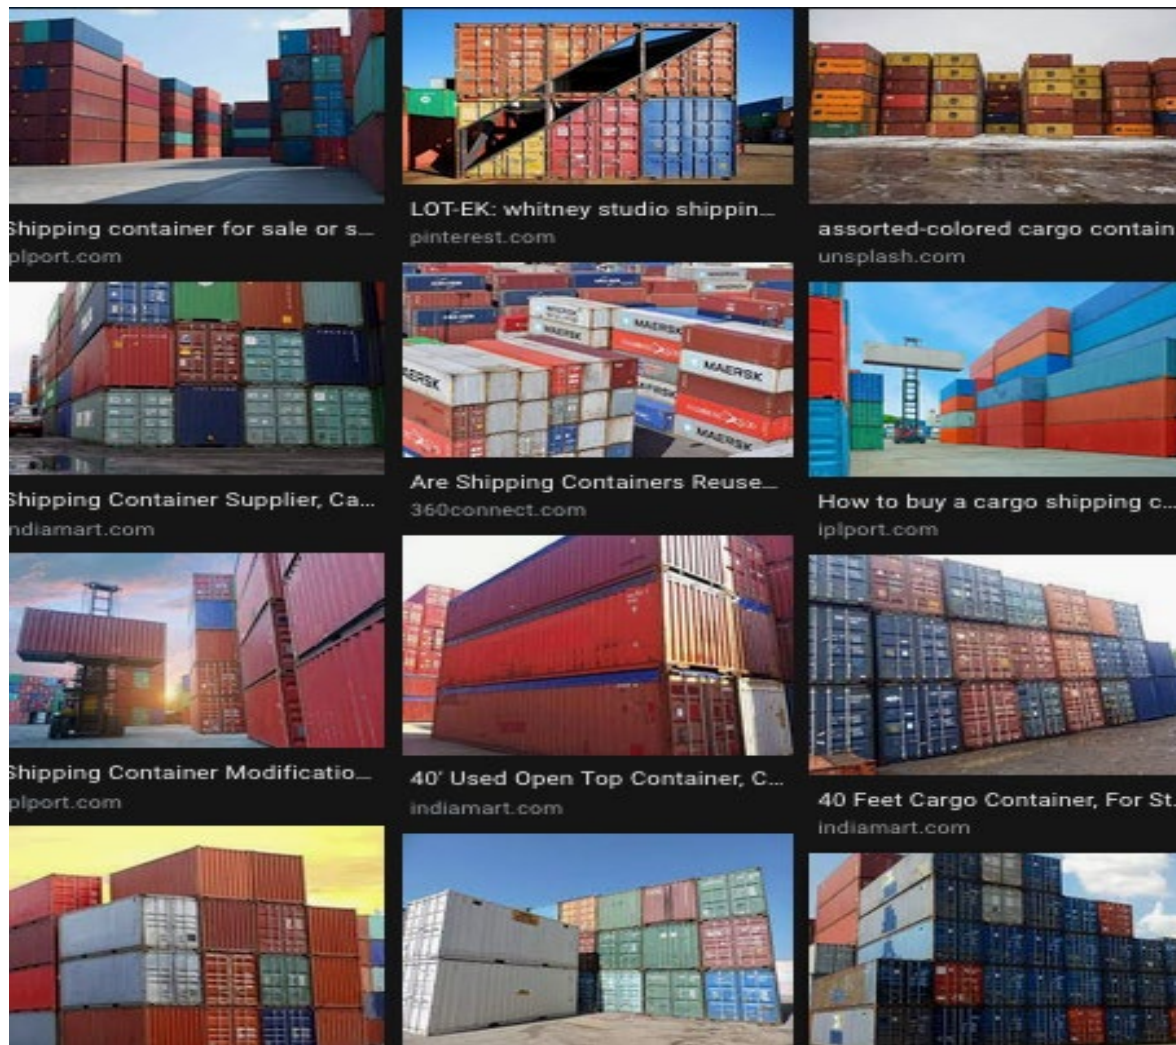 Shipping container for sale or s...
plport.com
LOT-EK: whitney studio shippin...
pinterest.com
assorted-colored cargo contain
unsplash.com
MAERSK
MAERSK
MAERSK
MAERSK
MAERSK
Shipping Container Supplier, Ca...
ndiamart.com
Are Shipping Containers Reuse...
360connect.com
How to buy a cargo shipping c...
iplport.com
Shipping Container Modificatio...
plport.com
40' Used Open Top Container, C...
indiamart.com
40 Feet Cargo Container, For St.
indiamart.com